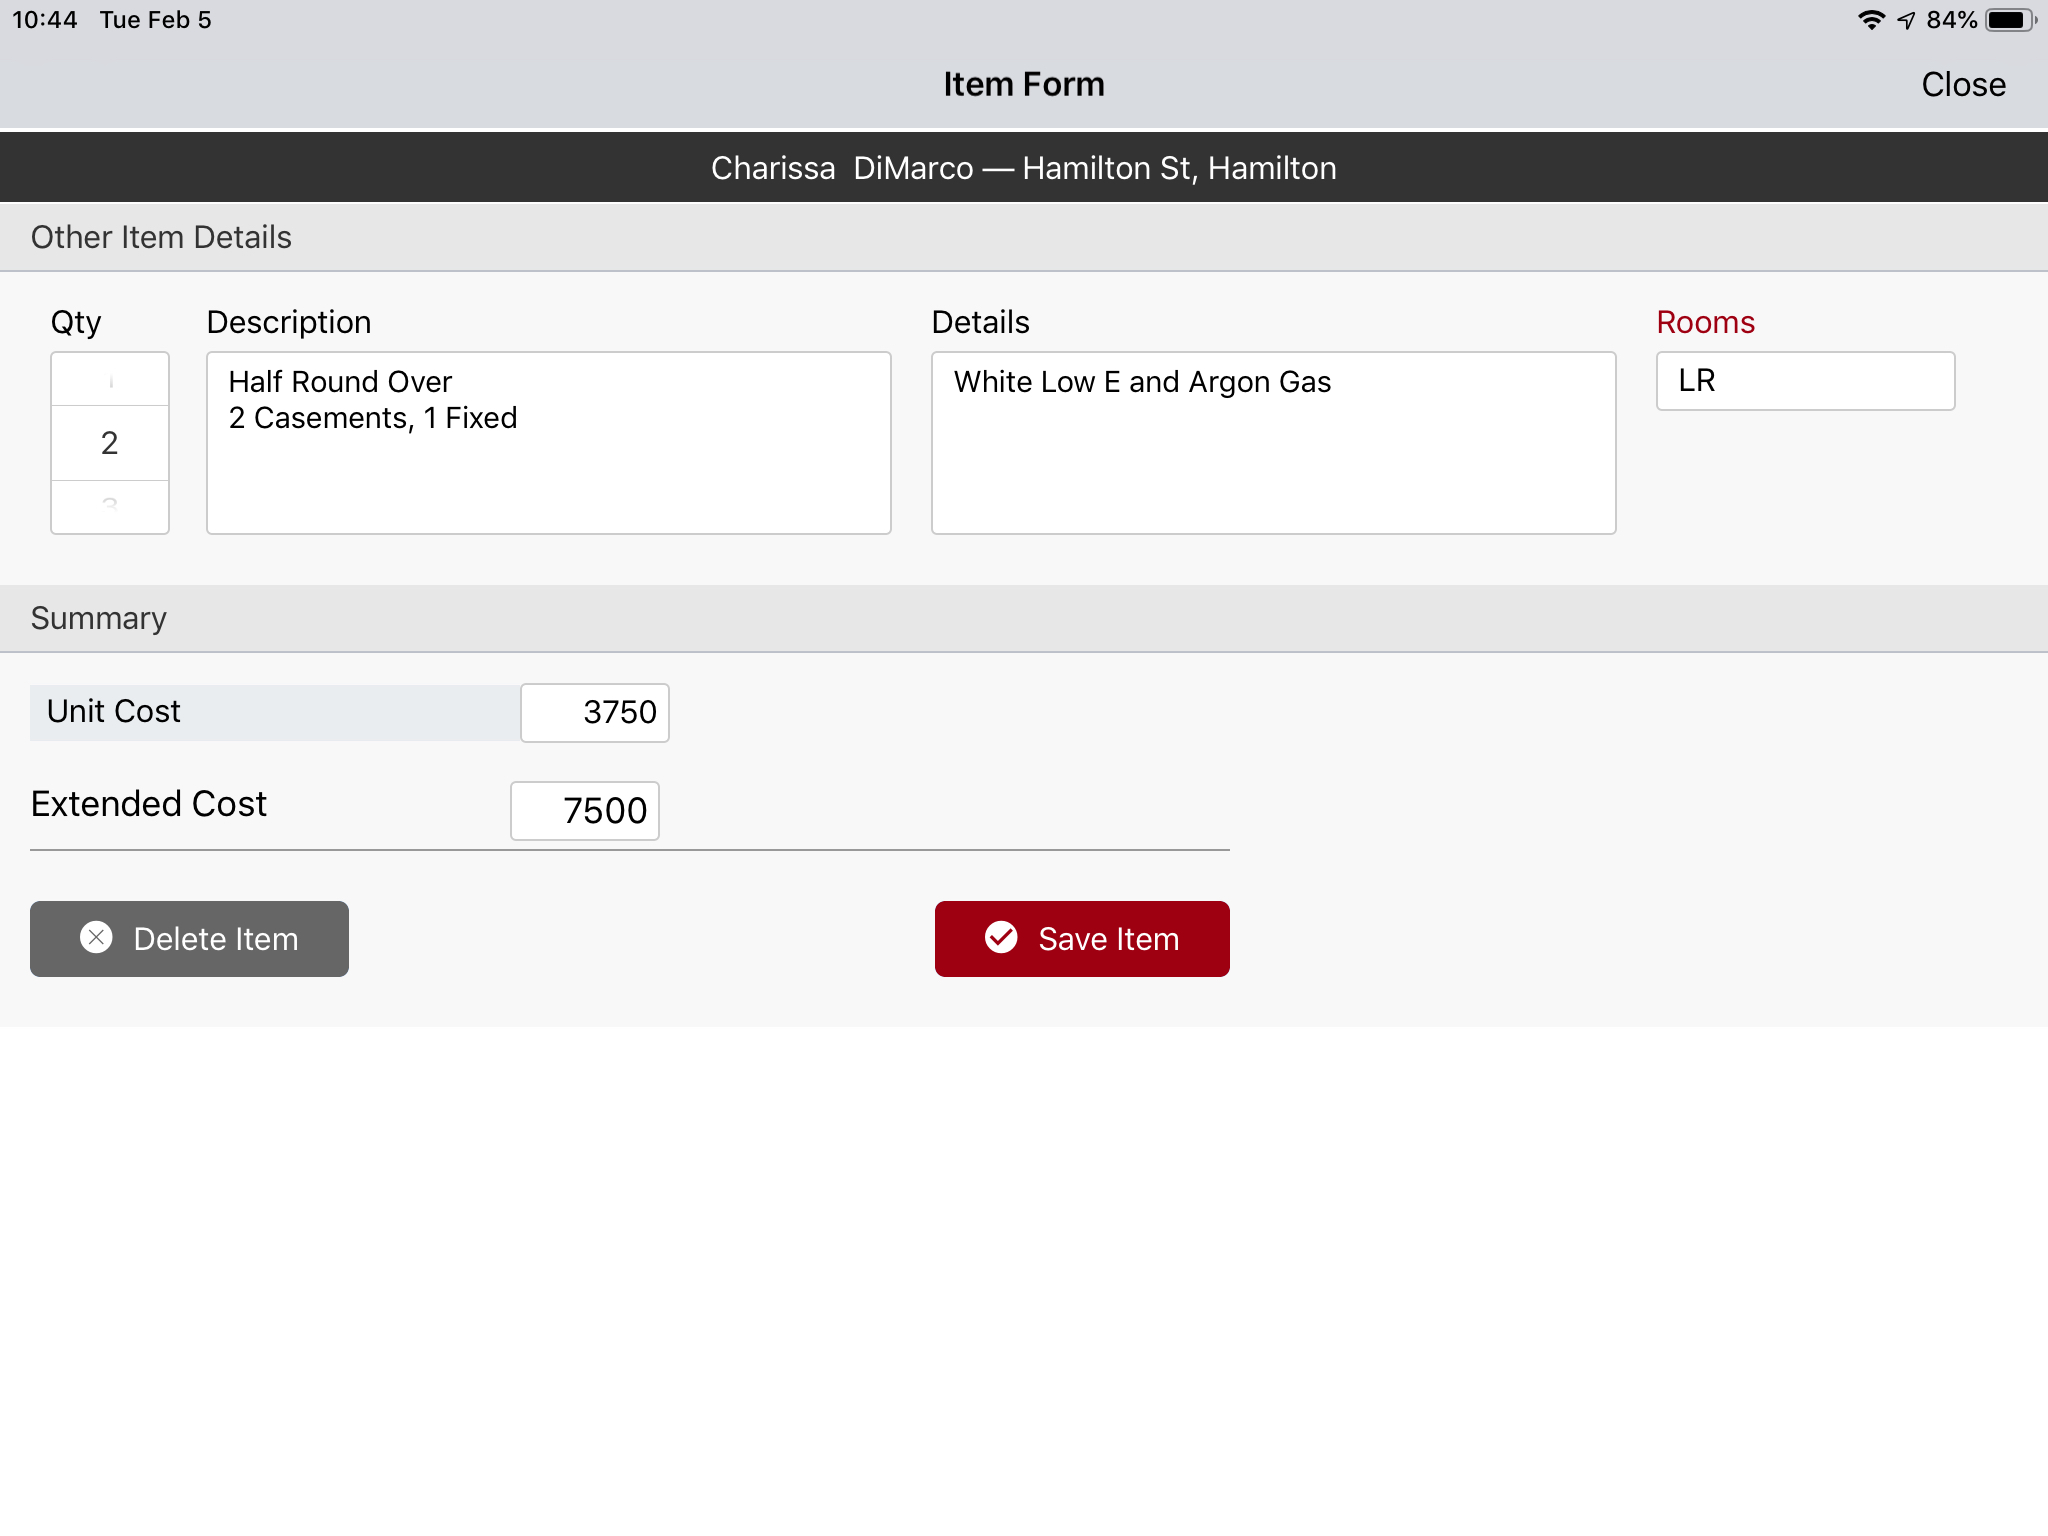 10:44 Tue Feb 5 84%
Item Form Close
Charissa DiMarco — Hamilton St, Hamilton
Other Item Details
Qty Description Details Rooms
1
2
3
Half Round Over
2 Casements, 1 Fixed
White Low E and Argon Gas
LR
Summary
Unit Cost 3750
Extended Cost 7500
Delete Item Save Item